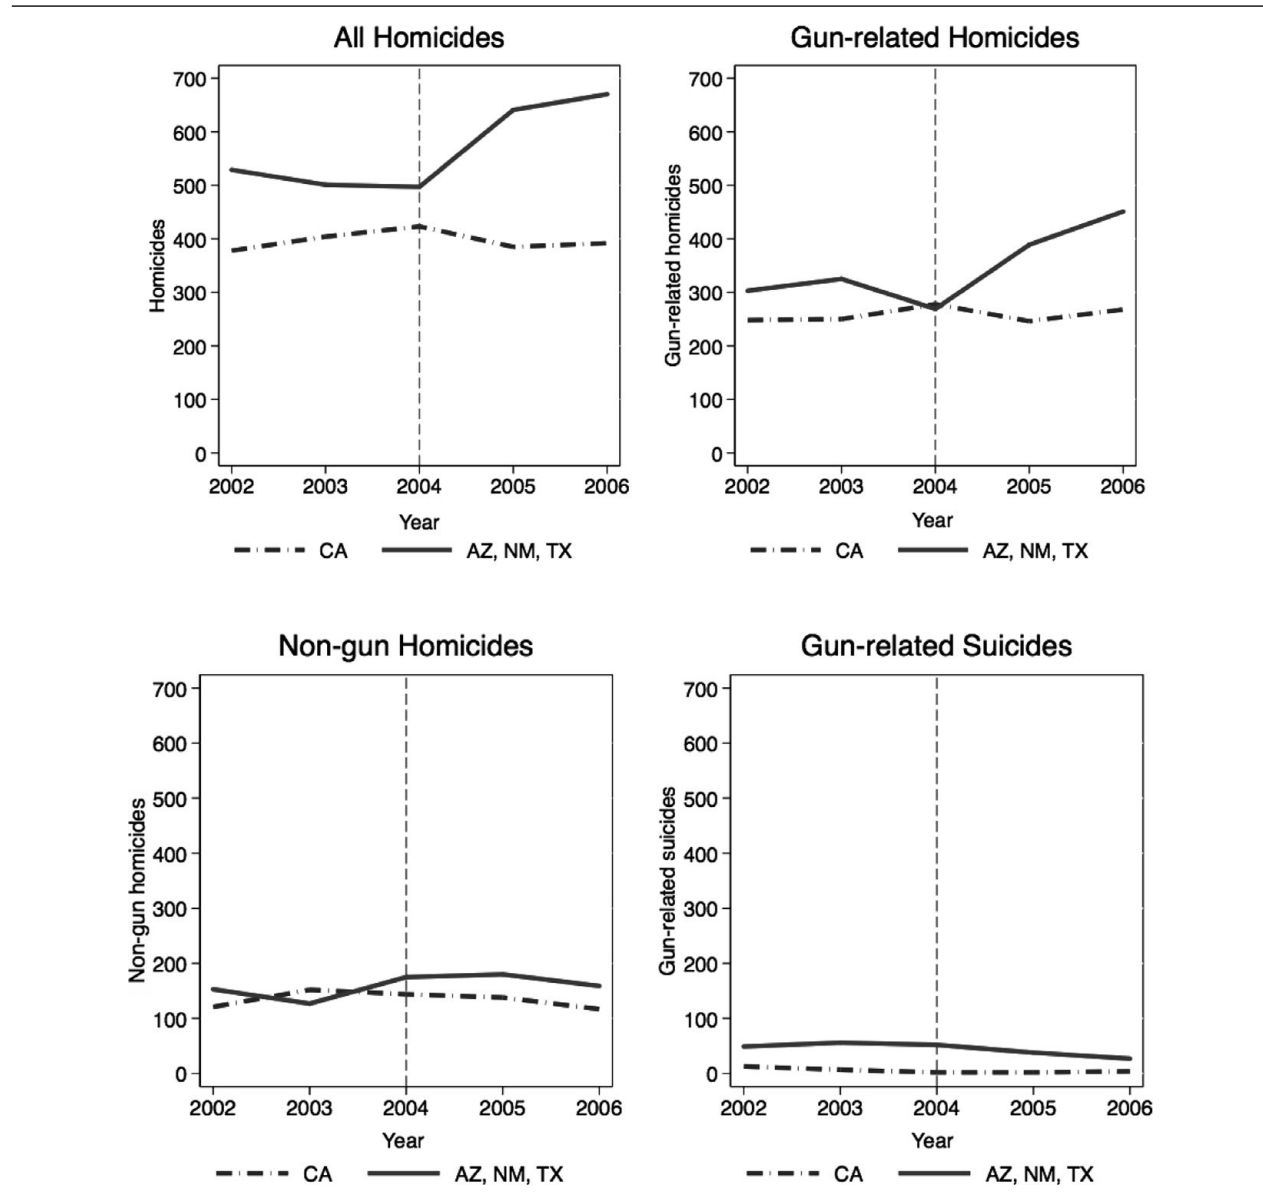 All Homicides
Homicides
700
600
500
400
300
200
100
0
2002 2003 2004 2005 2006
Year
CA AZ, NM, TX
Gun-related Homicides
Gun-related homicides
700
600
500
400
300
200
100
0
2002 2003 2004 2005 2006
Year
CA AZ, NM, TX
Non-gun Homicides
Non-gun homicides
700
600
500
400
300
200
100
0
2002 2003 2004 2005 2006
Year
CA AZ, NM, TX
Gun-related Suicides
Gun-related suicides
700
600
500
400
300
200
100
0
2002 2003 2004 2005 2006
Year
CA AZ, NM, TX